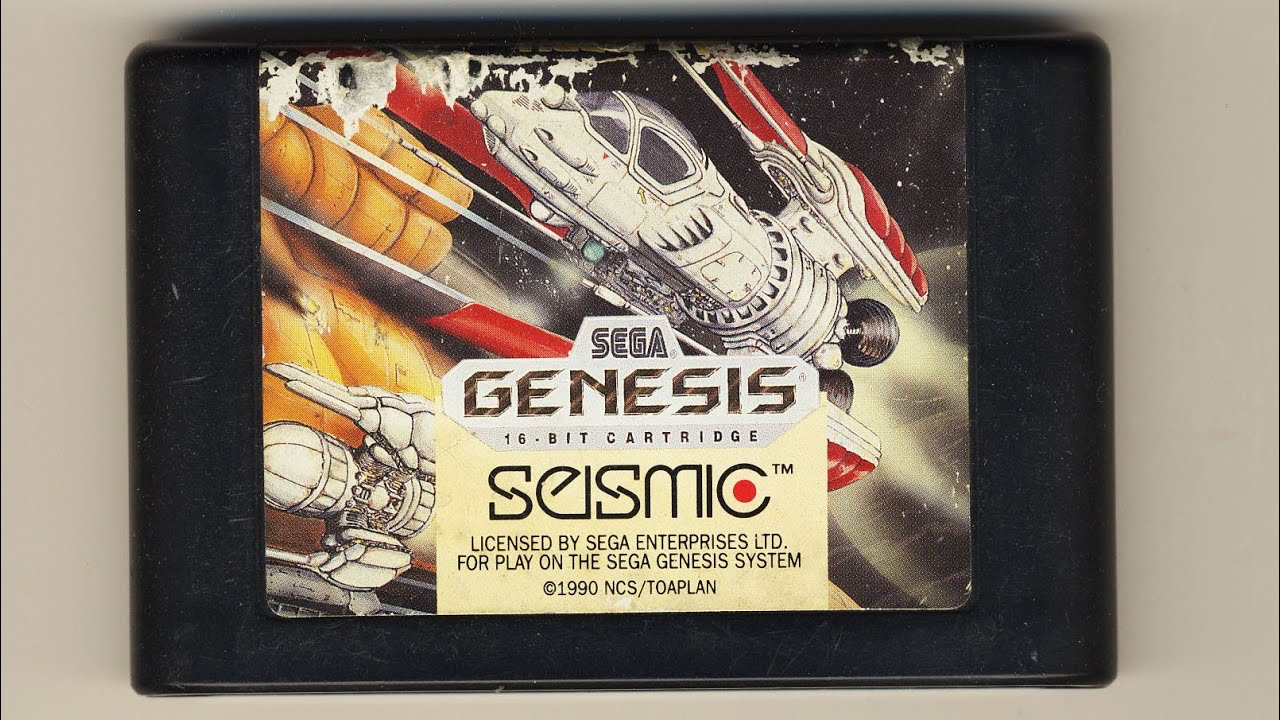 SEGA®
GENESIS®
16-BIT CARTRIDGE
SEISMIC™
LICENSED BY SEGA ENTERPRISES LTD.
FOR PLAY ON THE SEGA GENESIS SYSTEM
©1990 NCS/TOAPLAN